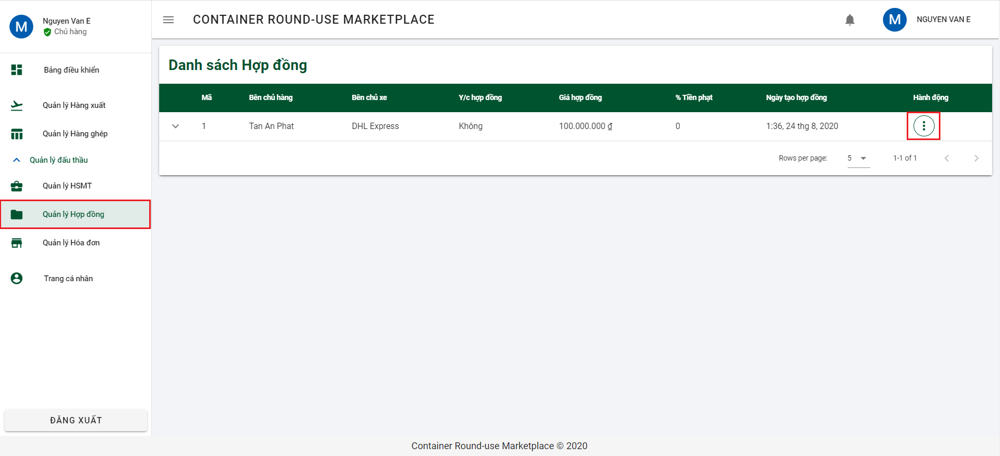 M
Nguyen Van E
Chủ hàng
CONTAINER ROUND-USE MARKETPLACE
M
NGUYEN VAN E
Bảng điều khiển
Quản lý Hàng xuất
Quản lý Hàng ghép
Quản lý đấu thầu
Quản lý HSMT
Quản lý Hợp đồng
Quản lý Hóa đơn
Trang cá nhân
ĐĂNG XUẤT
Danh sách Hợp đồng
Mã Bên chủ hàng Bên chủ xe Y/c hợp đồng Giá hợp đồng % Tiền phạt Ngày tạo hợp đồng Hành động
1 Tan An Phat DHL Express Không 100.000.000 ₫ 0 1:36, 24 thg 8, 2020
Rows per page: 5 1-1 of 1
Container Round-use Marketplace © 2020